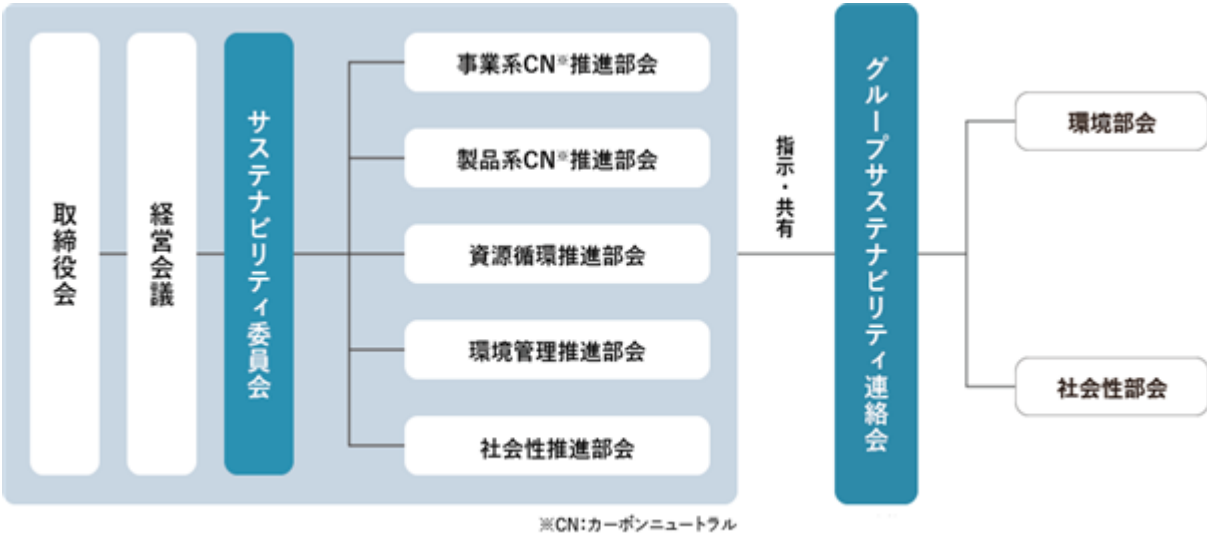 取締役会
経営会議
サステナビリティ委員会
事業系CN※推進部会
製品系CN※推進部会
資源循環推進部会
環境管理推進部会
社会性推進部会
指示・共有
グループサステナビリティ連絡会
環境部会
社会性部会
※CN:カーボンニュートラル